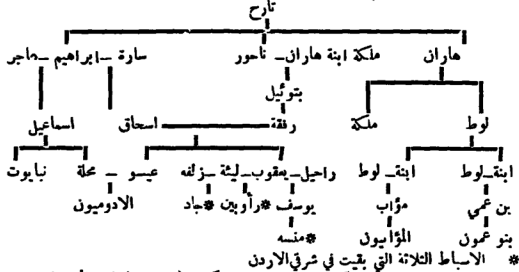 تارح
هاران ملكة ابنة هاران – ناحور سارة – ابراهيم – هاجر
بتوئيل
لوط ملكة رفقة اسحاق اسماعيل
ابنة – لوط ابنة – لوط راحيل – يعقوب – ليئة – زلفه عيسو – محلة نبايوت
بن عمي مؤاب يوسف *رأوبين *جاد الادوميون
بنو عمون المؤابيون *منسه
* الاسباط الثلاثة التي بقيت في شرقي الاردن